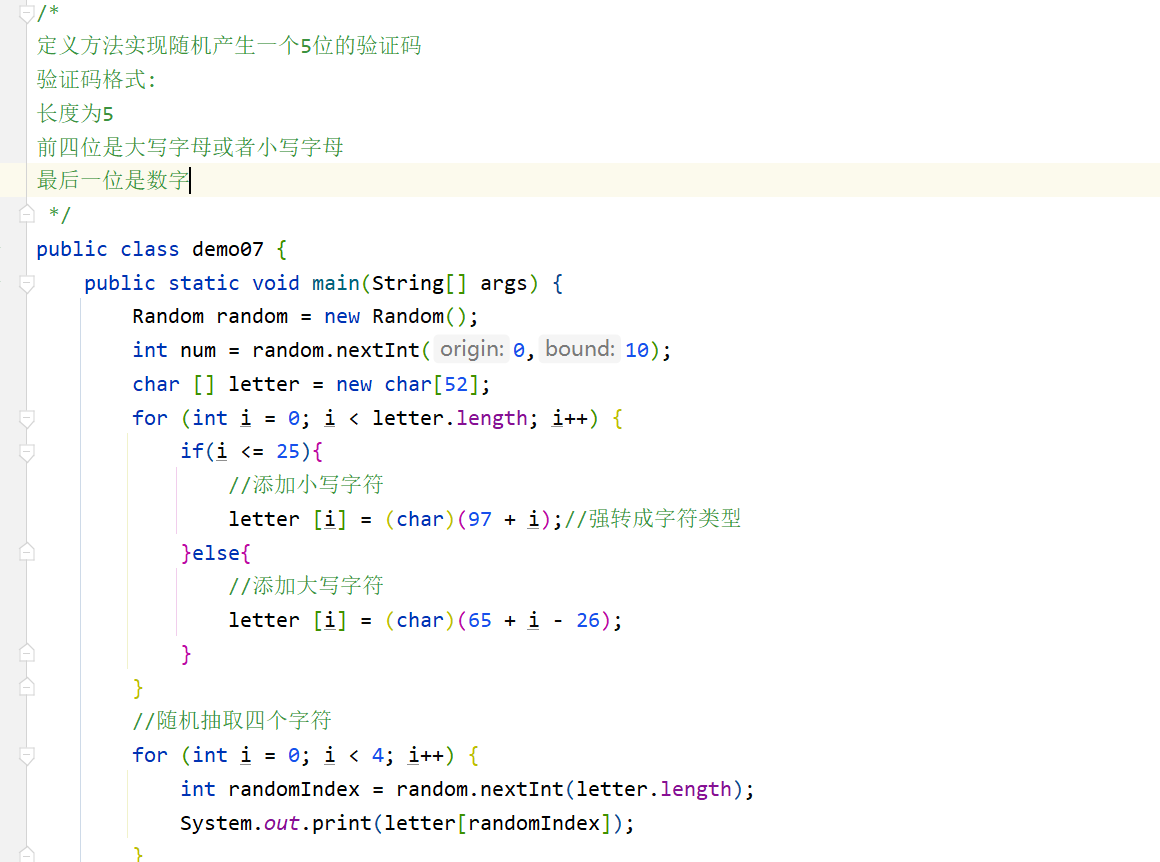 /*
定义方法实现随机产生一个5位的验证码
验证码格式:
长度为5
前四位是大写字母或者小写字母
最后一位是数字
*/
public class demo07 {
public static void main(String[] args) {
Random random = new Random();
int num = random.nextInt( origin: 0, bound: 10);
char [] letter = new char[52];
for (int i = 0; i < letter.length; i++) {
if(i <= 25){
//添加小写字符
letter [i] = (char)(97 + i);//强转成字符类型
}else{
//添加大写字符
letter [i] = (char)(65 + i - 26);
}
}
//随机抽取四个字符
for (int i = 0; i < 4; i++) {
int randomIndex = random.nextInt(letter.length);
System.out.print(letter[randomIndex]);
}